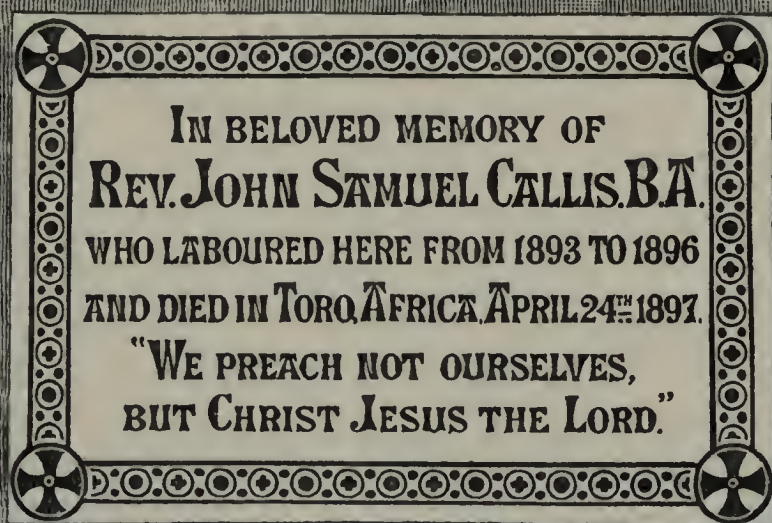 IN BELOVED MEMORY OF
REV. JOHN SAMUEL CALLIS. B.A.
WHO LABOURED HERE FROM 1893 TO 1896
AND DIED IN TORO, AFRICA, APRIL 24TH 1897.
"WE PREACH NOT OURSELVES,
BUT CHRIST JESUS THE LORD."